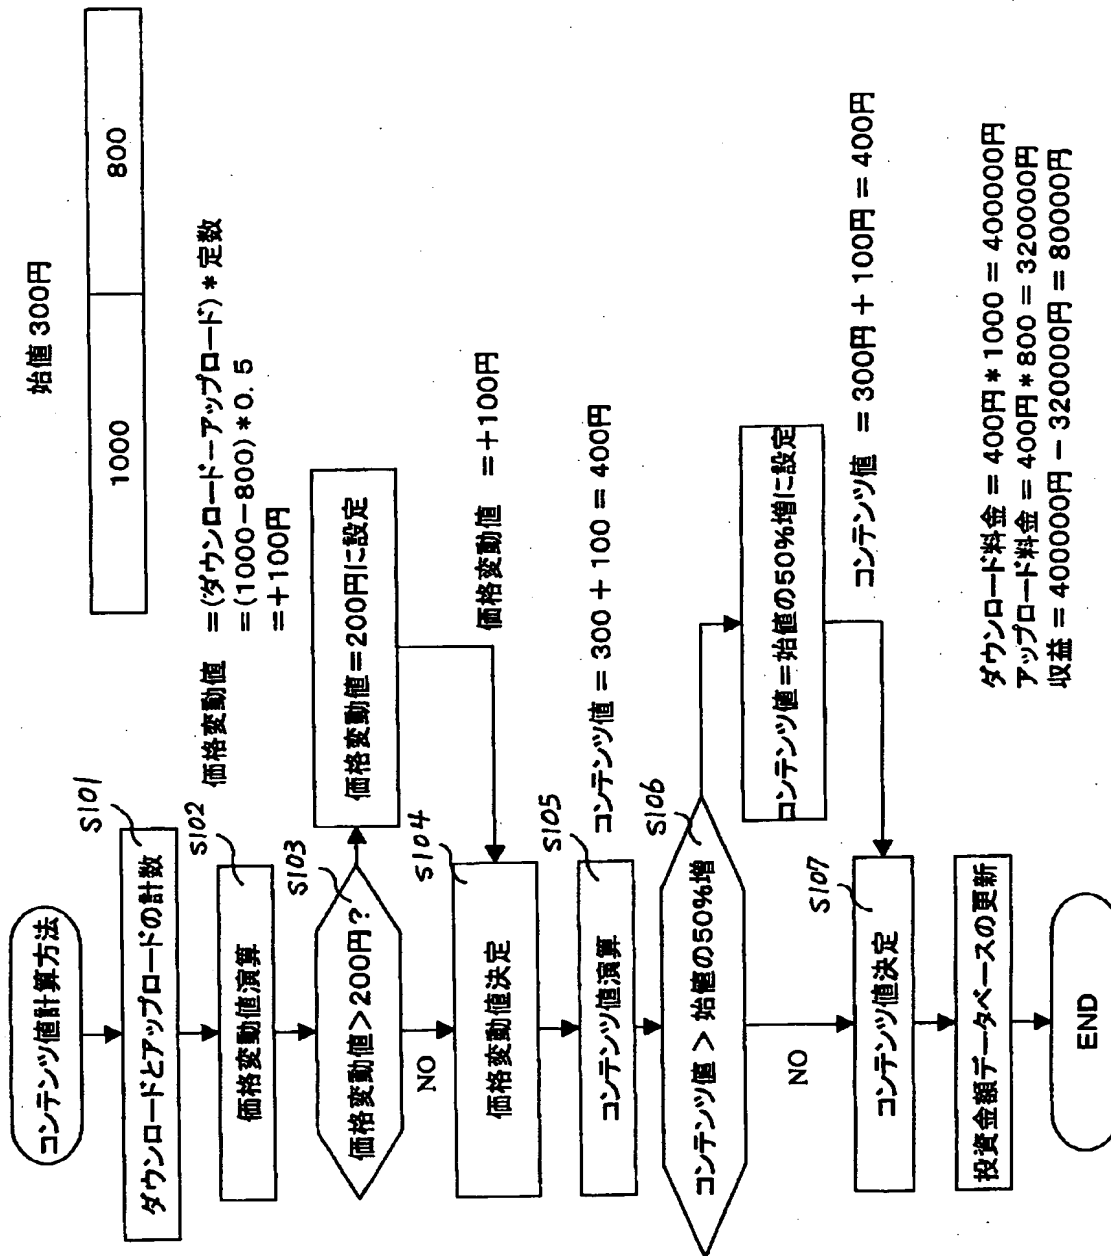 始値 300円
1000
800
コンテンツ値計算方法
S101
ダウンロードとアップロードの計数
S102
価格変動値演算
価格変動値 =(ダウンロードーアップロード)*定数
=(1000-800)*0.5
=+100円
S103
価格変動値>200円?
価格変動値=200円に設定
NO
S104
価格変動値決定
価格変動値 =+100円
S105
コンテンツ値演算
コンテンツ値 = 300 + 100 = 400円
S106
コンテンツ値 > 始値の50%増
コンテンツ値=始値の50%増に設定
NO
S107
コンテンツ値決定
コンテンツ値 = 300円 + 100円 = 400円
投資金額データベースの更新
END
ダウンロード料金 = 400円*1000 = 400000円
アップロード料金 = 400円*800 = 320000円
収益 = 400000円 - 320000円 = 80000円